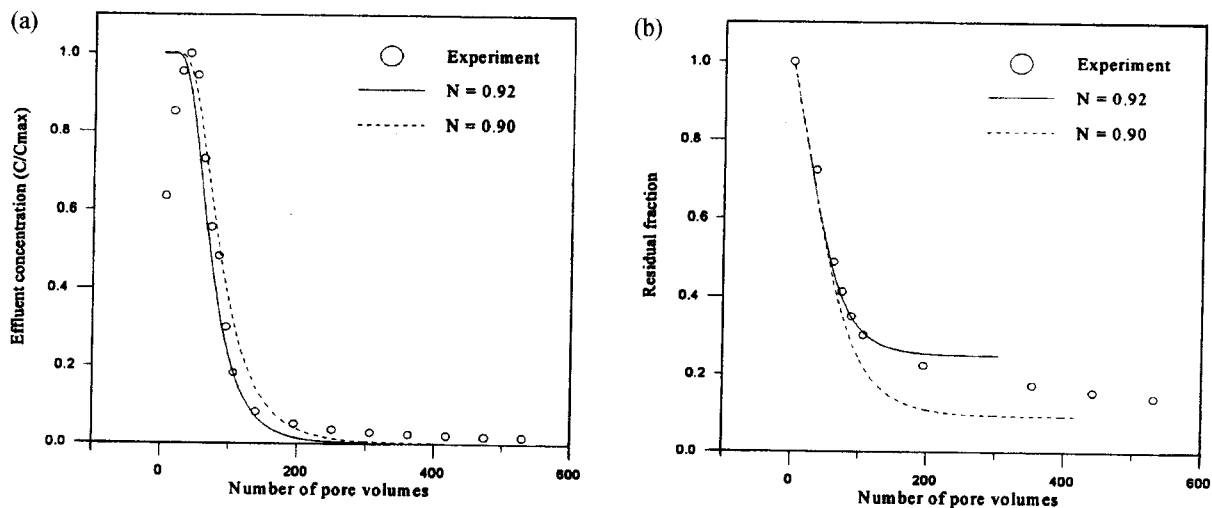 (a)
Effluent concentration (C/Cmax)
1.0
0.8
0.6
0.4
0.2
0.0
0
200
400
600
Number of pore volumes
Experiment
N = 0.92
N = 0.90
(b)
Residual fraction
1.0
0.8
0.6
0.4
0.2
0.0
0
200
400
600
Number of pore volumes
Experiment
N = 0.92
N = 0.90